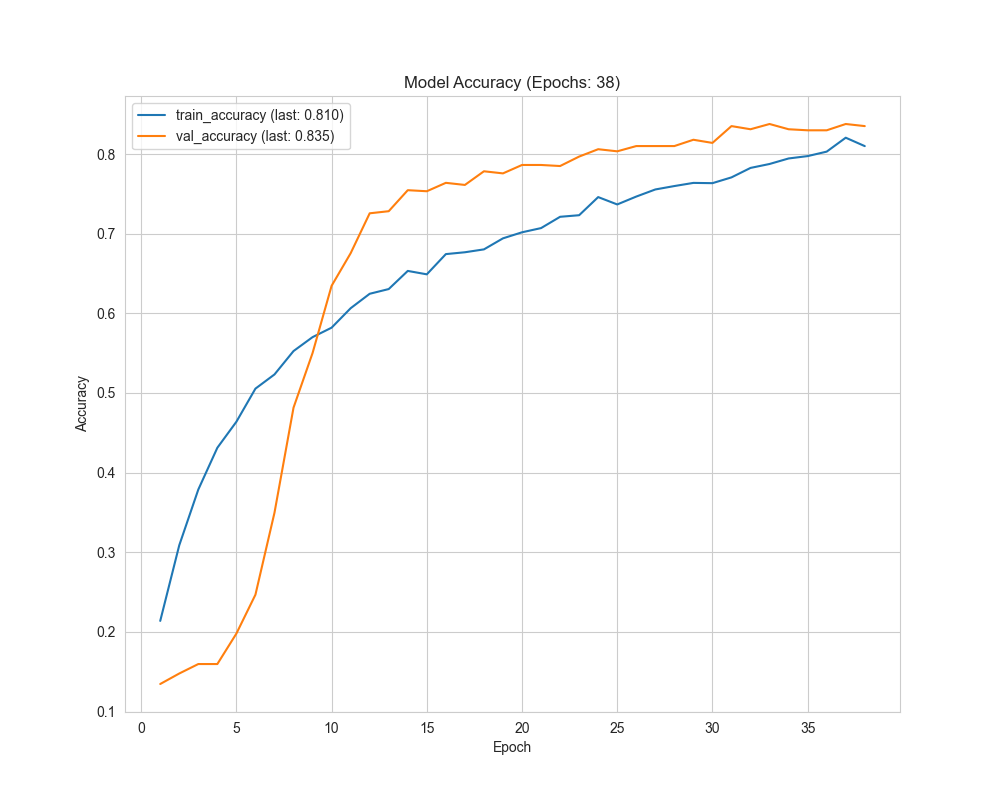 Model Accuracy (Epochs: 38)
train_accuracy (last: 0.810)
val_accuracy (last: 0.835)
0.8
0.7
0.6
0.5
0.4
0.3
0.2
0.1
Accuracy
0 5 10 15 20 25 30 35
Epoch